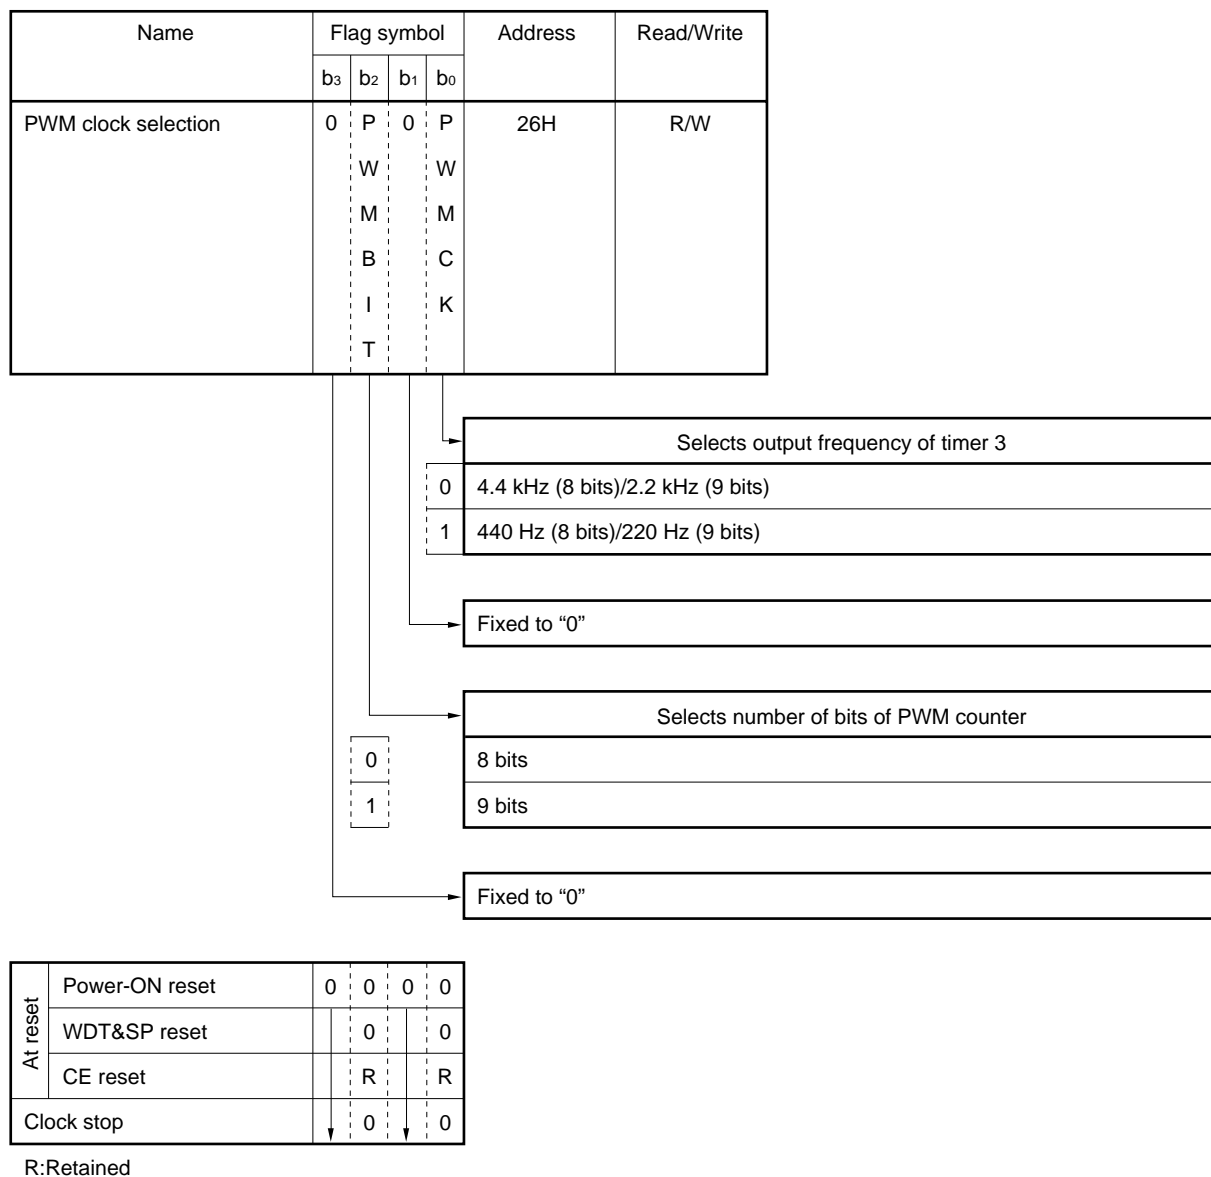 Name Flag symbol Address Read/Write
b3 b2 b1 b0
PWM clock selection 0 P 0 P 26H R/W
W W
M M
B C
I K
T
Selects output frequency of timer 3
0 4.4 kHz (8 bits)/2.2 kHz (9 bits)
1 440 Hz (8 bits)/220 Hz (9 bits)
Fixed to “0”
Selects number of bits of PWM counter
0 8 bits
1 9 bits
Fixed to “0”
At reset
Power-ON reset 0 0 0 0
WDT&SP reset 0 0
CE reset R R
Clock stop 0 0
R:Retained